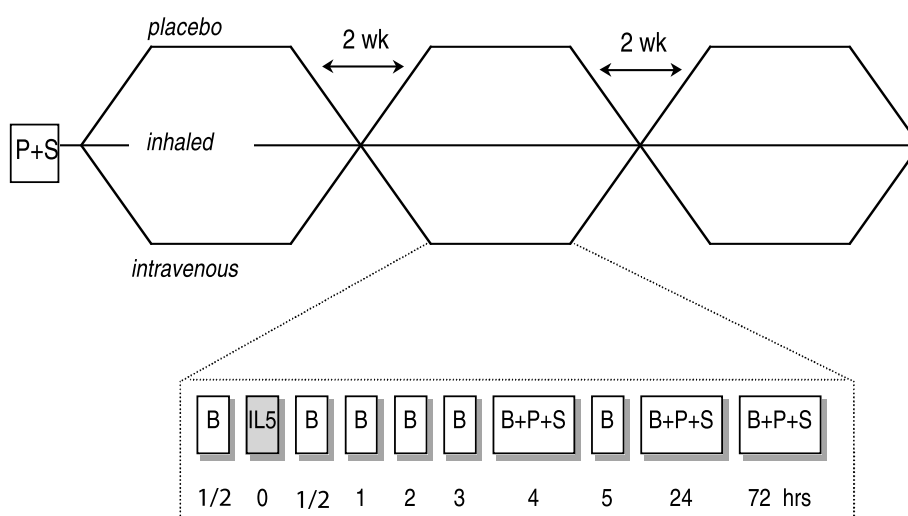 placebo
2 wk
2 wk
P+S
inhaled
intravenous
B IL5 B B B B B+P+S B B+P+S B+P+S
1/2 0 1/2 1 2 3 4 5 24 72 hrs